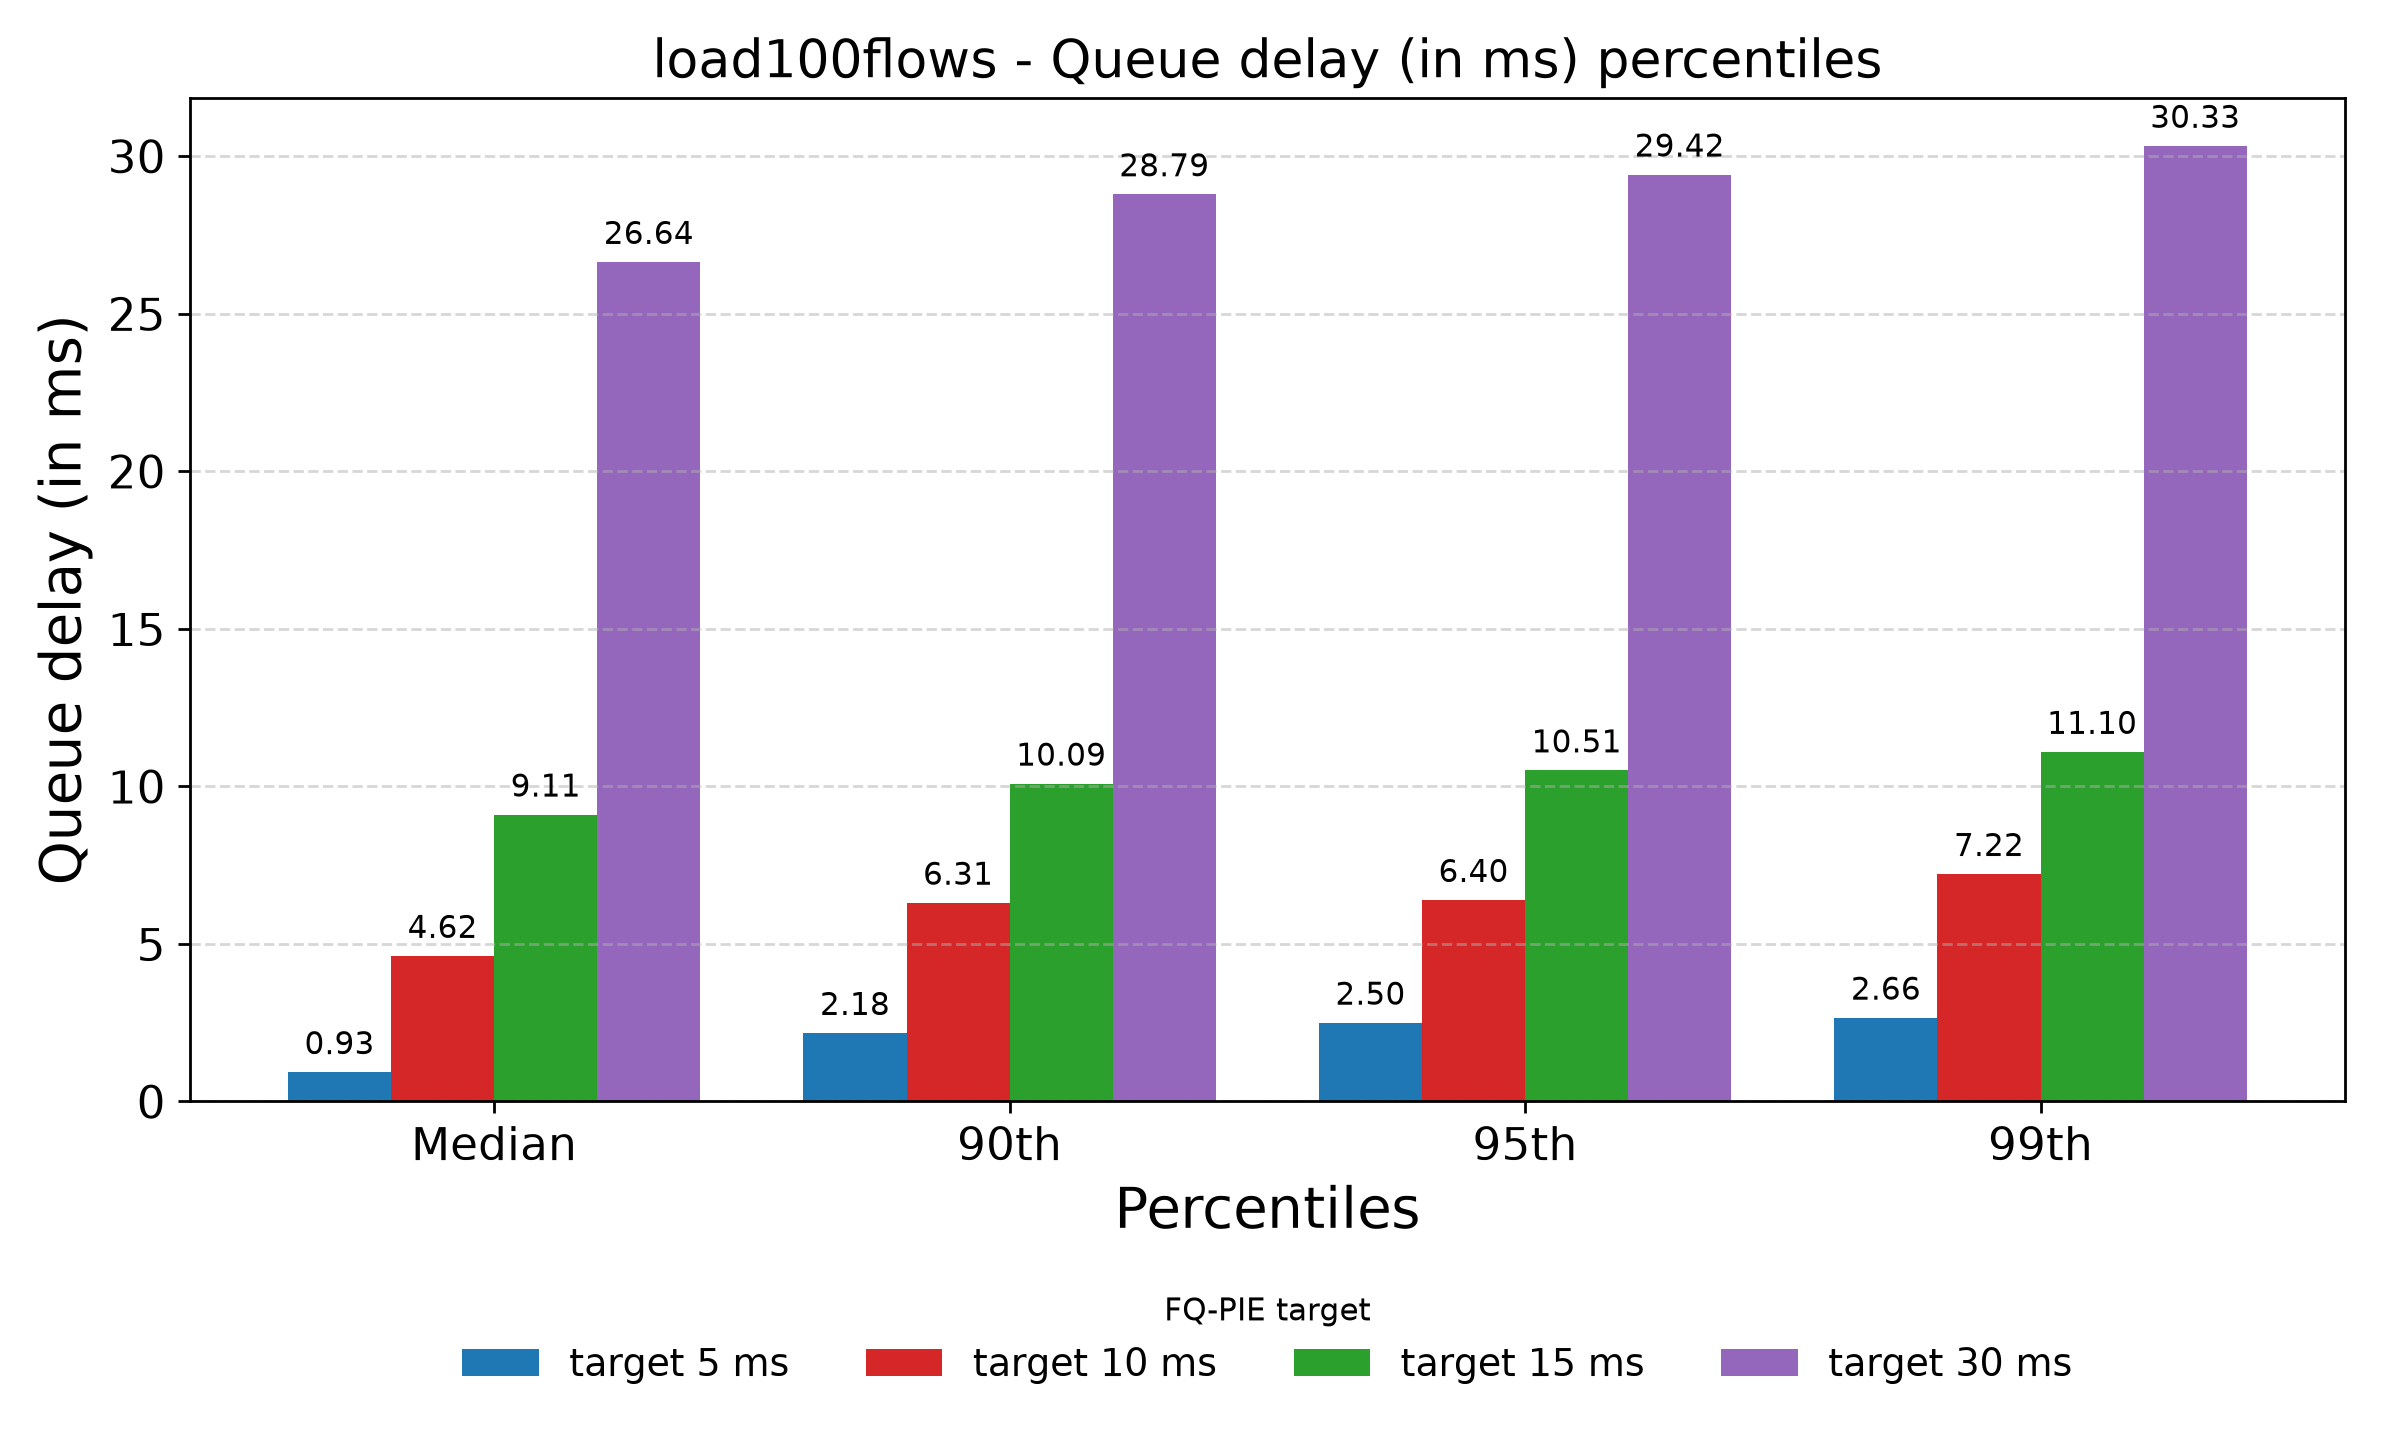 load100flows - Queue delay (in ms) percentiles
Queue delay (in ms)
30
25
20
15
10
5
0
0.93
4.62
9.11
26.64
2.18
6.31
10.09
28.79
2.50
6.40
10.51
29.42
2.66
7.22
11.10
30.33
Median
90th
95th
99th
Percentiles
FQ-PIE target
target 5 ms
target 10 ms
target 15 ms
target 30 ms